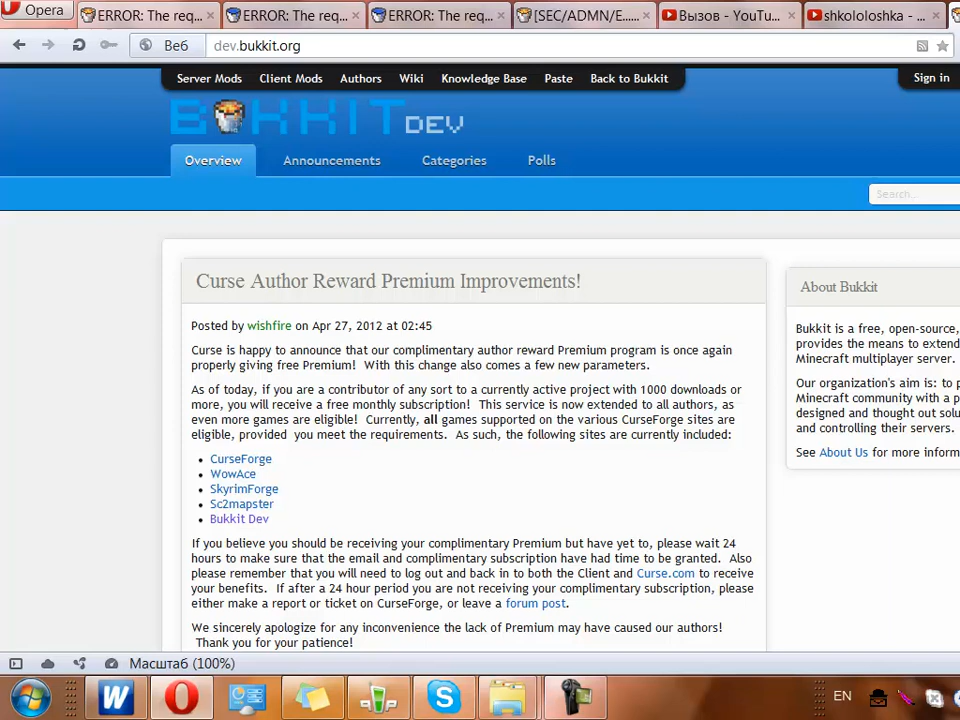 Opera
ERROR: The req...
ERROR: The req...
ERROR: The req...
[SEC/ADMN/E......
Вызов - YouTu...
shkololoshka - ...
Веб
dev.bukkit.org
Server Mods
Client Mods
Authors
Wiki
Knowledge Base
Paste
Back to Bukkit
Sign in
BUKKIT DEV
Overview
Announcements
Categories
Polls
Search...
Curse Author Reward Premium Improvements!
Posted by wishfire on Apr 27, 2012 at 02:45
Curse is happy to announce that our complimentary author reward Premium program is once again
properly giving free Premium! With this change also comes a few new parameters.
As of today, if you are a contributor of any sort to a currently active project with 1000 downloads or
more, you will receive a free monthly subscription! This service is now extended to all authors, as
even more games are eligible! Currently, all games supported on the various CurseForge sites are
eligible, provided you meet the requirements. As such, the following sites are currently included:
CurseForge
WowAce
SkyrimForge
Sc2mapster
Bukkit Dev
If you believe you should be receiving your complimentary Premium but have yet to, please wait 24
hours to make sure that the email and complimentary subscription have had time to be granted. Also
please remember that you will need to log out and back in to both the Client and Curse.com to receive
your benefits. If after a 24 hour period you are not receiving your complimentary subscription, please
either make a report or ticket on CurseForge, or leave a forum post.
We sincerely apologize for any inconvenience the lack of Premium may have caused our authors!
Thank you for your patience!
About Bukkit
Bukkit is a free, open-source,
provides the means to extend
Minecraft multiplayer server.
Our organization's aim is: to p
Minecraft community with a p
designed and thought out solu
and controlling their servers.
See About Us for more inform
Масштаб (100%)
EN